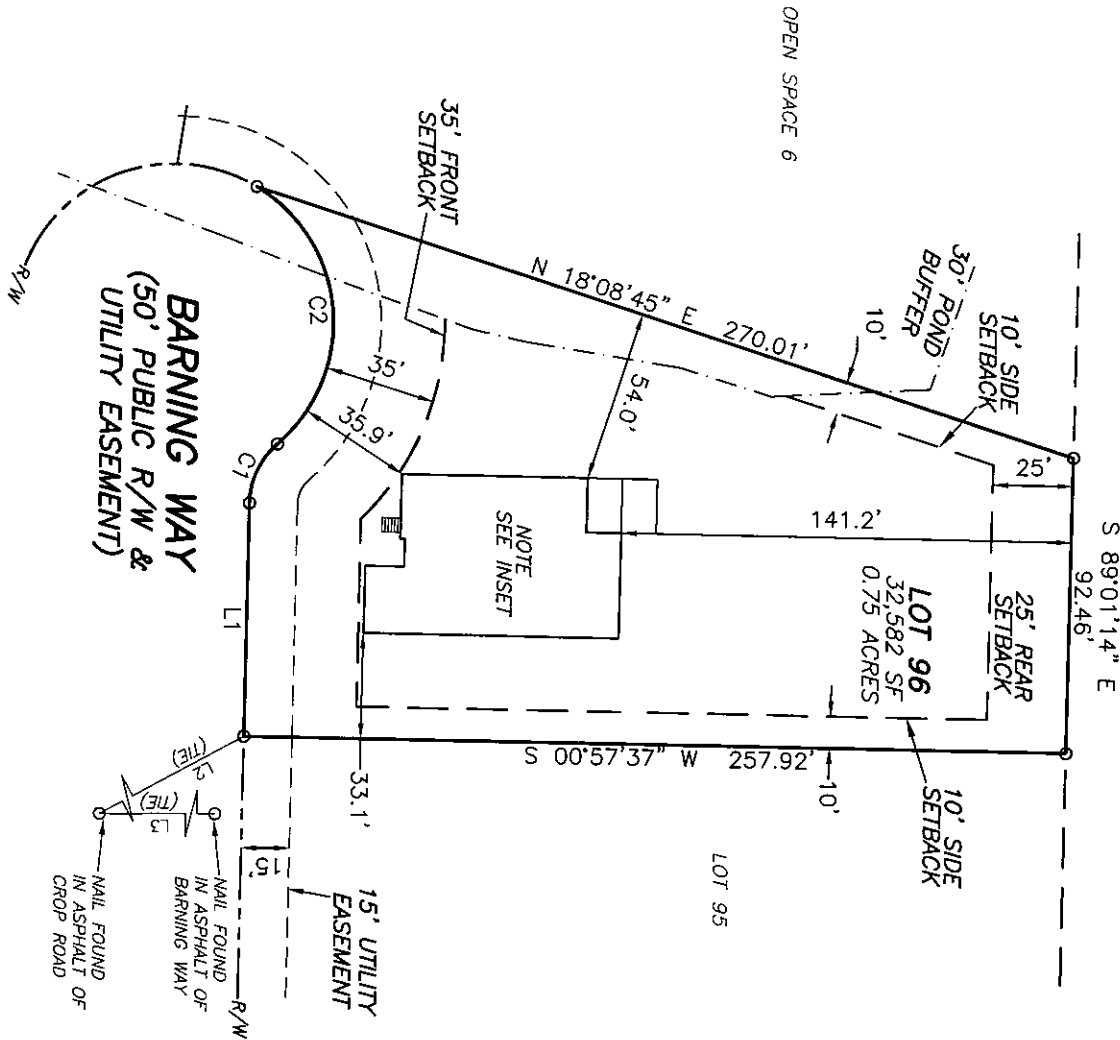 OPEN SPACE 6
S 89°01'14" E
92.46'
30' POND
BUFFER
10' SIDE
SETBACK
10'
25'
35' FRONT
SETBACK
N 18°08'45" E 270.01'
54.0'
141.2'
25' REAR
SETBACK
LOT 96
32,582 SF
0.75 ACRES
NOTE
SEE INSET
35'
35.9'
C2
C1
L1
BARNING WAY
(50' PUBLIC R/W &
UTILITY EASEMENT)
R/W
S 00°57'37" W 257.92'
10'
10' SIDE
SETBACK
33.1'
LOT 95
L2
(TIE)
L3
(TIE)
15'
15' UTILITY
EASEMENT
NAIL FOUND
IN ASPHALT OF
BARNING WAY
NAIL FOUND
IN ASPHALT OF
CROP ROAD
R/W